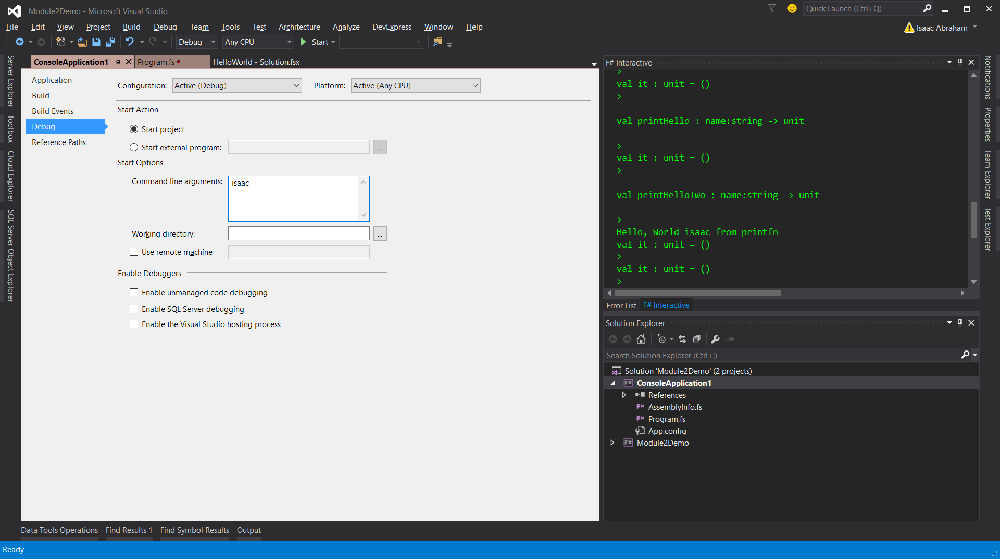 Module2Demo - Microsoft Visual Studio
Quick Launch (Ctrl+Q)
File Edit View Project Build Debug Team Tools Test Architecture Analyze DevExpress Window Help
Isaac Abraham
Debug Any CPU Start
Server Explorer
Toolbox
Cloud Explorer
SQL Server Object Explorer
ConsoleApplication1 Program.fs HelloWorld - Solution.fsx
Application
Build
Build Events
Debug
Reference Paths
Configuration: Active (Debug) Platform: Active (Any CPU)
Start Action
Start project
Start external program: ...
Start Options
Command line arguments: isaac
Working directory: ...
Use remote machine
Enable Debuggers
Enable unmanaged code debugging
Enable SQL Server debugging
Enable the Visual Studio hosting process
F# Interactive
>
val it : unit = ()
>
val printHello : name:string -> unit
>
val it : unit = ()
>
val printHelloTwo : name:string -> unit
>
Hello, World isaac from printfn
val it : unit = ()
>
val it : unit = ()
>
Error List F# Interactive
Solution Explorer
Search Solution Explorer (Ctrl+;)
Solution 'Module2Demo' (2 projects)
F# ConsoleApplication1
References
F# AssemblyInfo.fs
F# Program.fs
App.config
F# Module2Demo
Notifications
Properties
Team Explorer
Test Explorer
Data Tools Operations Find Results 1 Find Symbol Results Output
Ready